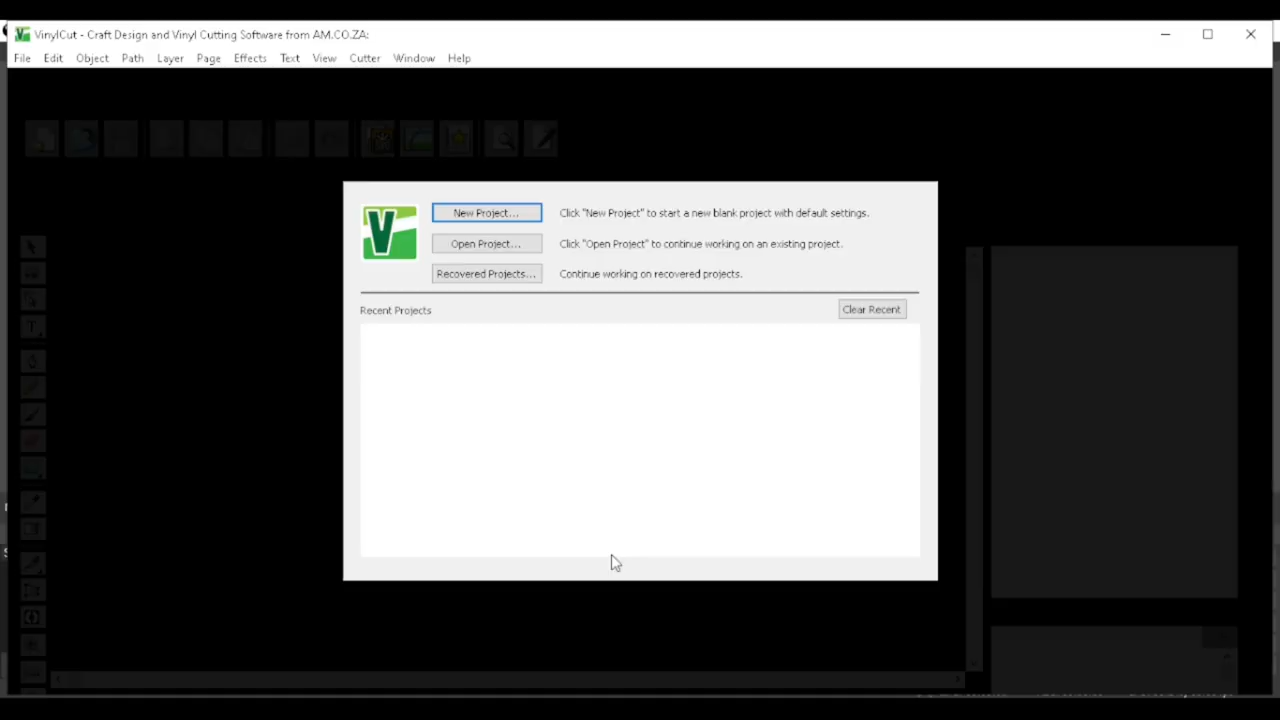 VinylCut - Craft Design and Vinyl Cutting Software from AM.CO.ZA:
File Edit Object Path Layer Page Effects Text View Cutter Window Help
New Project... Click "New Project" to start a new blank project with default settings.
Open Project... Click "Open Project" to continue working on an existing project.
Recovered Projects... Continue working on recovered projects.
Recent Projects Clear Recent